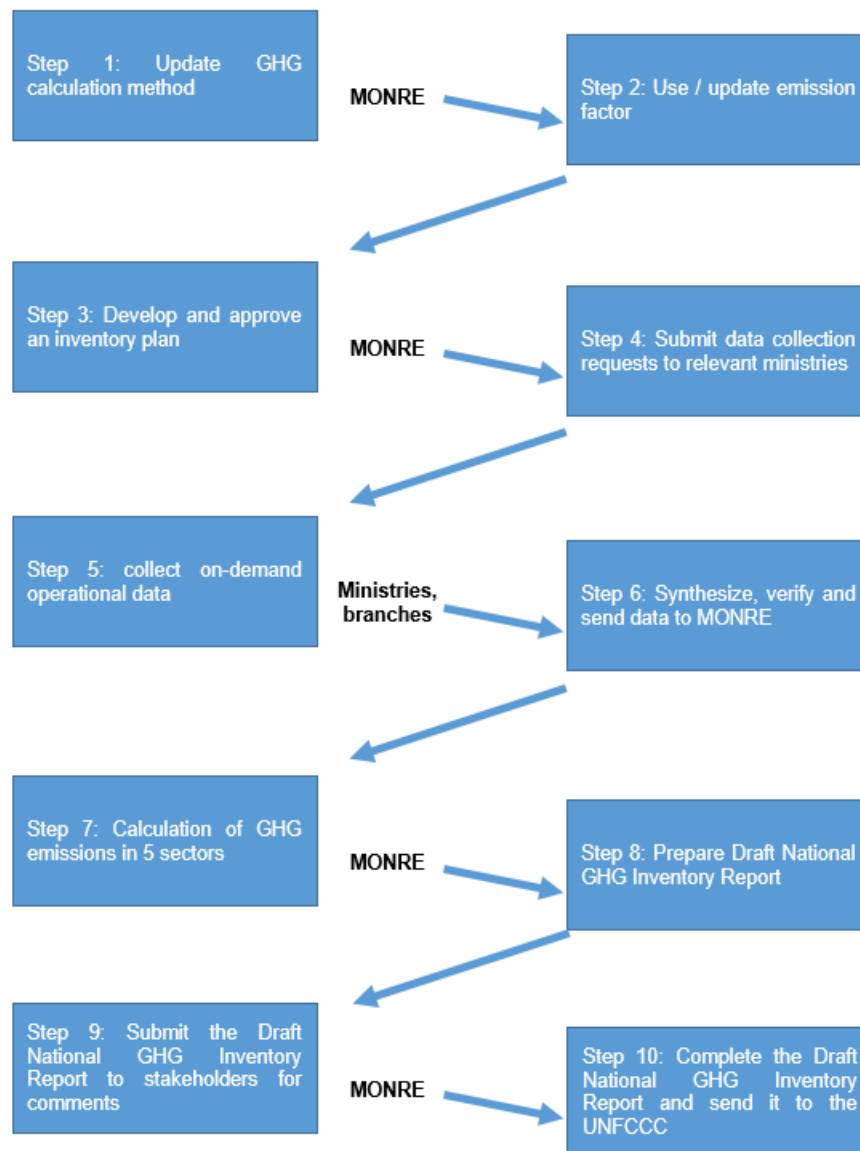 Step 1: Update GHG
calculation method
MONRE
Step 2: Use / update emission
factor
Step 3: Develop and approve
an inventory plan
MONRE
Step 4: Submit data collection
requests to relevant ministries
Step 5: collect on-demand
operational data
Ministries,
branches
Step 6: Synthesize, verify and
send data to MONRE
Step 7: Calculation of GHG
emissions in 5 sectors
MONRE
Step 8: Prepare Draft National
GHG Inventory Report
Step 9: Submit the Draft
National GHG Inventory
Report to stakeholders for
comments
MONRE
Step 10: Complete the Draft
National GHG Inventory
Report and send it to the
UNFCCC